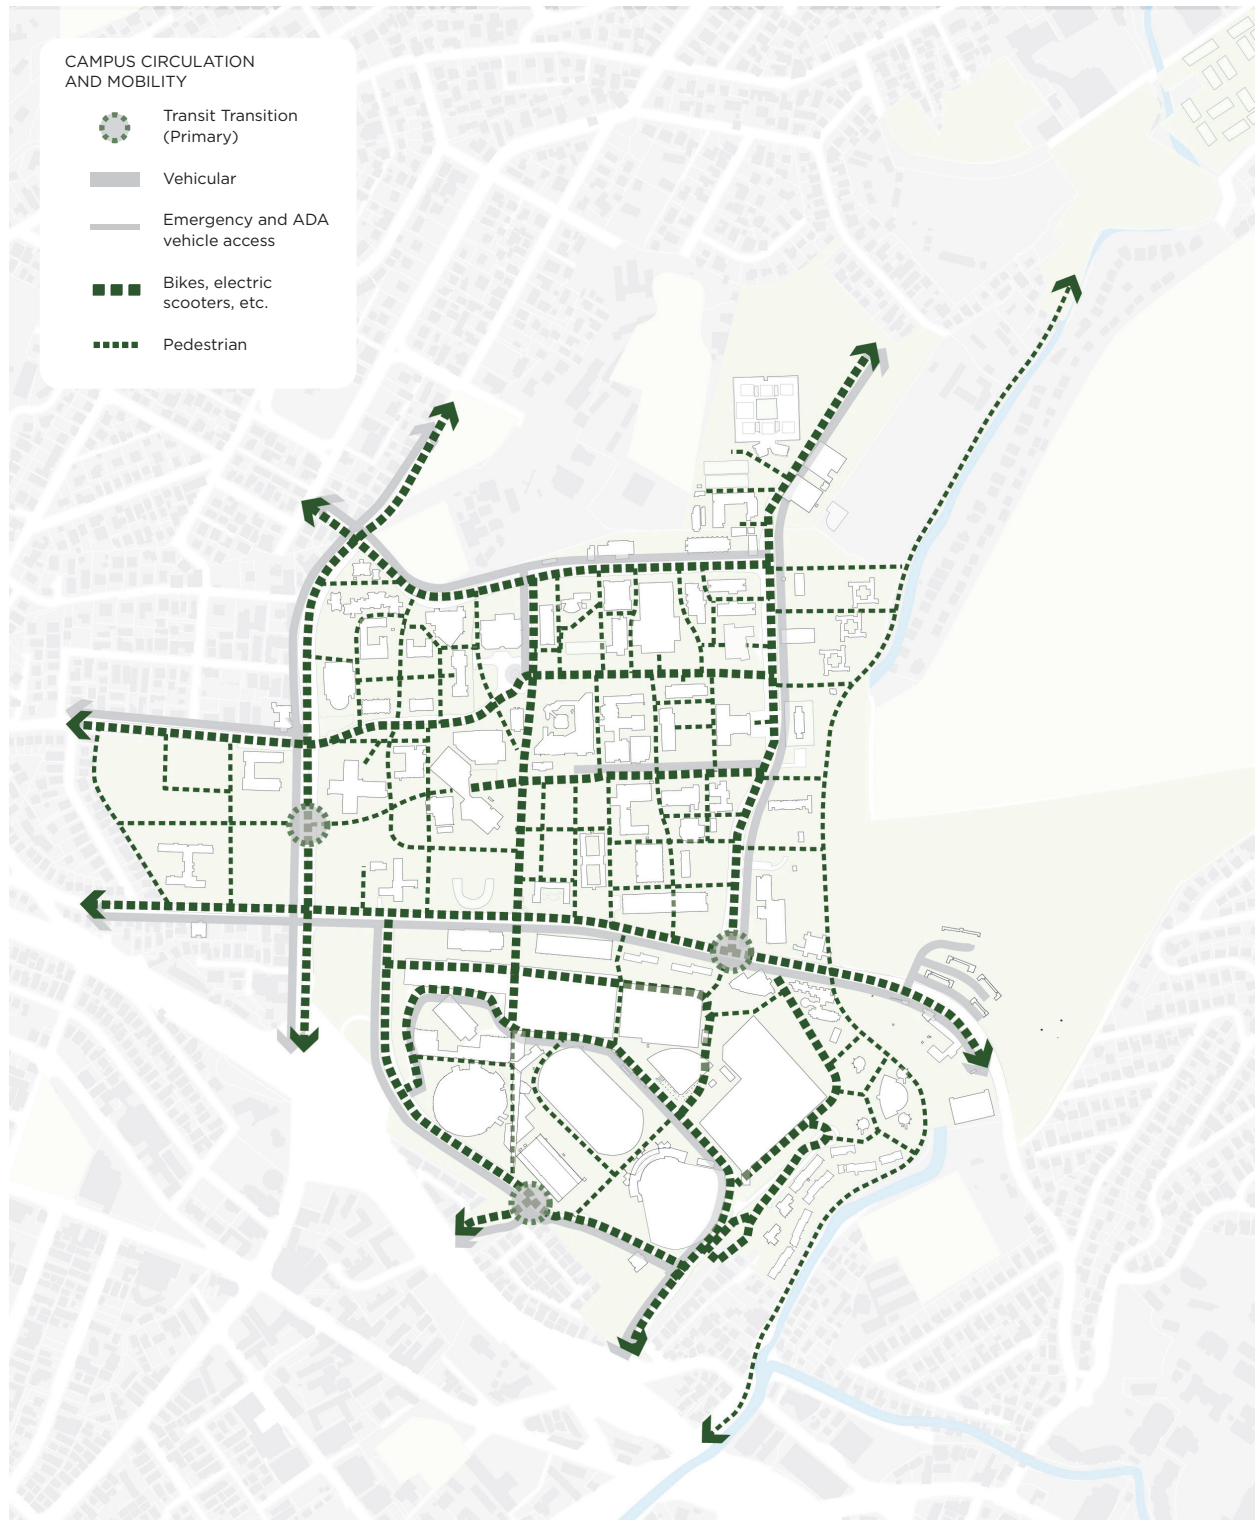 CAMPUS CIRCULATION
AND MOBILITY
Transit Transition
(Primary)
Vehicular
Emergency and ADA
vehicle access
Bikes, electric
scooters, etc.
Pedestrian